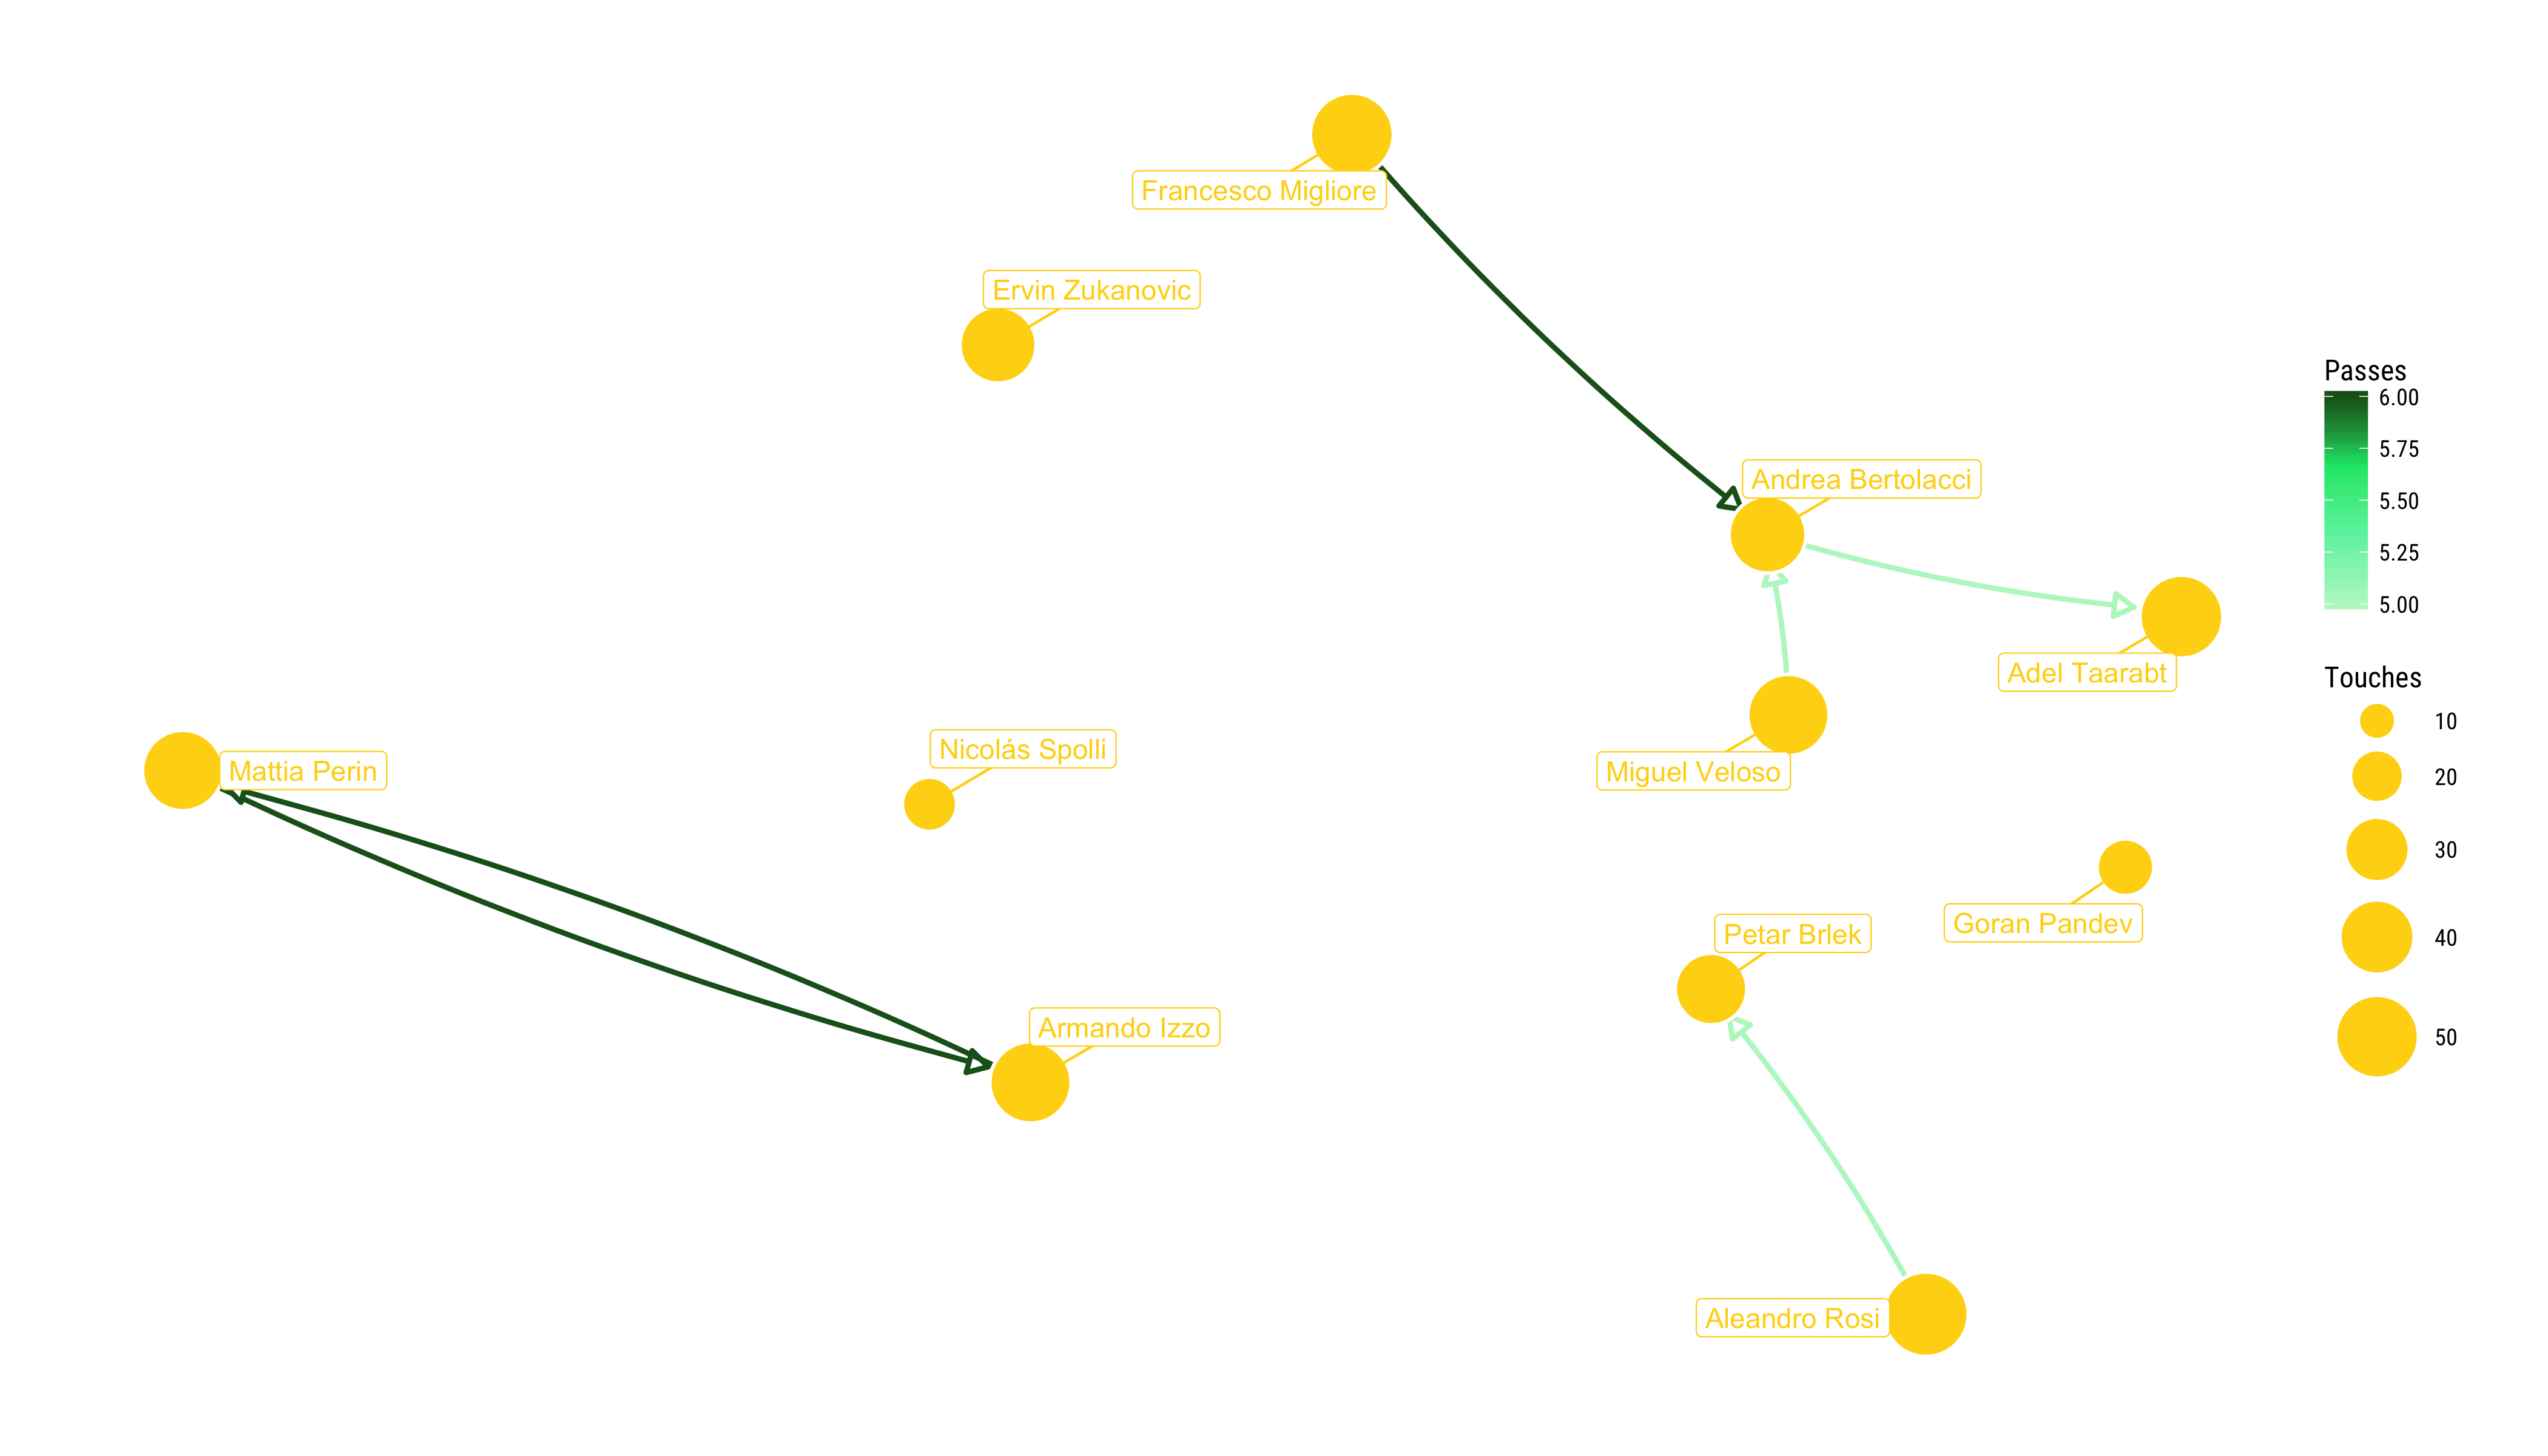 Francesco Migliore
Ervin Zukanovic
Andrea Bertolacci
Adel Taarabt
Nicolás Spolli
Mattia Perin
Miguel Veloso
Goran Pandev
Petar Brlek
Armando Izzo
Aleandro Rosi
Passes
6.00
5.75
5.50
5.25
5.00
Touches
10
20
30
40
50